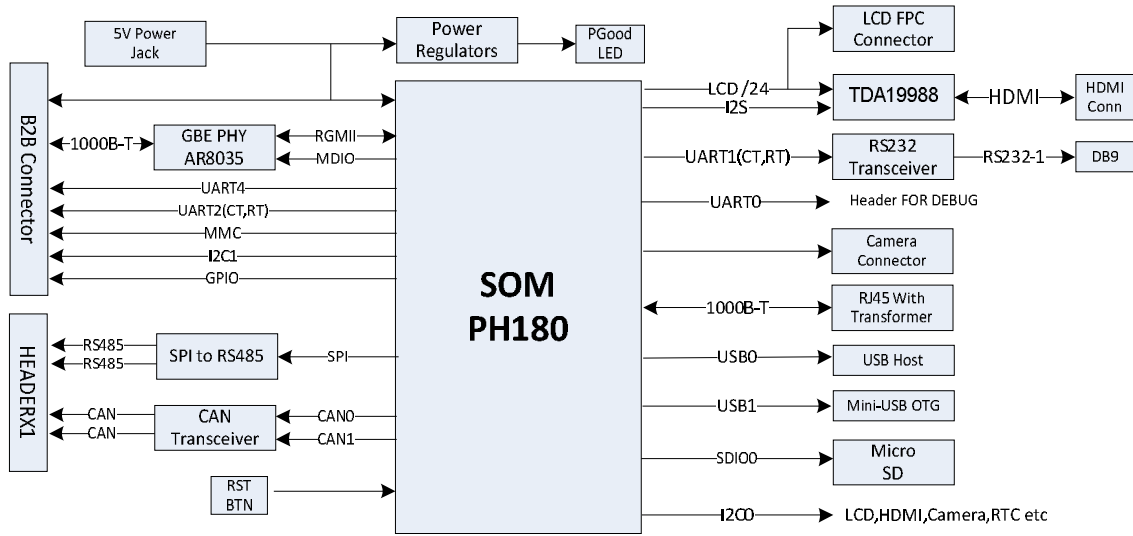 5V Power
Jack
Power
Regulators
PGood
LED
LCD FPC
Connector
B2B Connector
1000B-T
GBE PHY
AR8035
RGMII
MDIO
UART4
UART2(CT,RT)
MMC
I2C1
GPIO
HEADERX1
RS485
RS485
SPI to RS485
SPI
CAN
CAN
CAN
Transceiver
CAN0
CAN1
RST
BTN
SOM
PH180
LCD /24
I2S
TDA19988
HDMI
HDMI
Conn
UART1(CT,RT)
RS232
Transceiver
RS232-1
DB9
UART0
Header FOR DEBUG
Camera
Connector
1000B-T
RJ45 With
Transformer
USB0
USB Host
USB1
Mini-USB OTG
SDIO0
Micro
SD
I2C0
LCD,HDMI,Camera,RTC etc